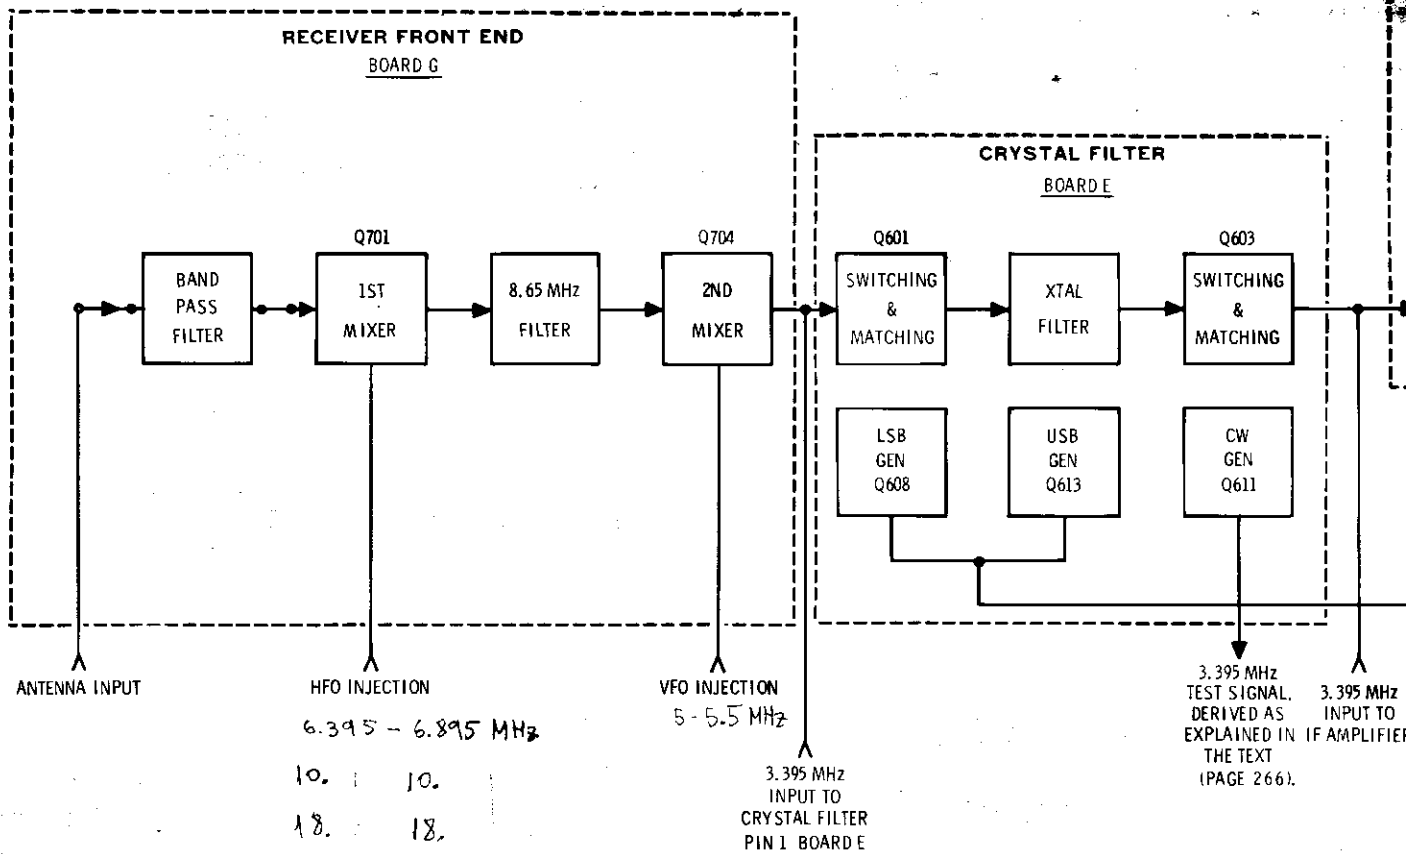 RECEIVER FRONT END
BOARD G
BAND
PASS
FILTER
Q701
1ST
MIXER
8.65 MHz
FILTER
Q704
2ND
MIXER
CRYSTAL FILTER
BOARD E
Q601
SWITCHING
&
MATCHING
XTAL
FILTER
Q603
SWITCHING
&
MATCHING
LSB
GEN
Q608
USB
GEN
Q613
CW
GEN
Q611
ANTENNA INPUT
HFO INJECTION
6.395 - 6.895 MHz
10. 10.
18. 18.
VFO INJECTION
5-5.5 MHz
3.395 MHz
INPUT TO
CRYSTAL FILTER
PIN 1 BOARD E
3.395 MHz
TEST SIGNAL.
DERIVED AS
EXPLAINED IN
THE TEXT
(PAGE 266).
3.395 MHz
INPUT TO
IF AMPLIFIER